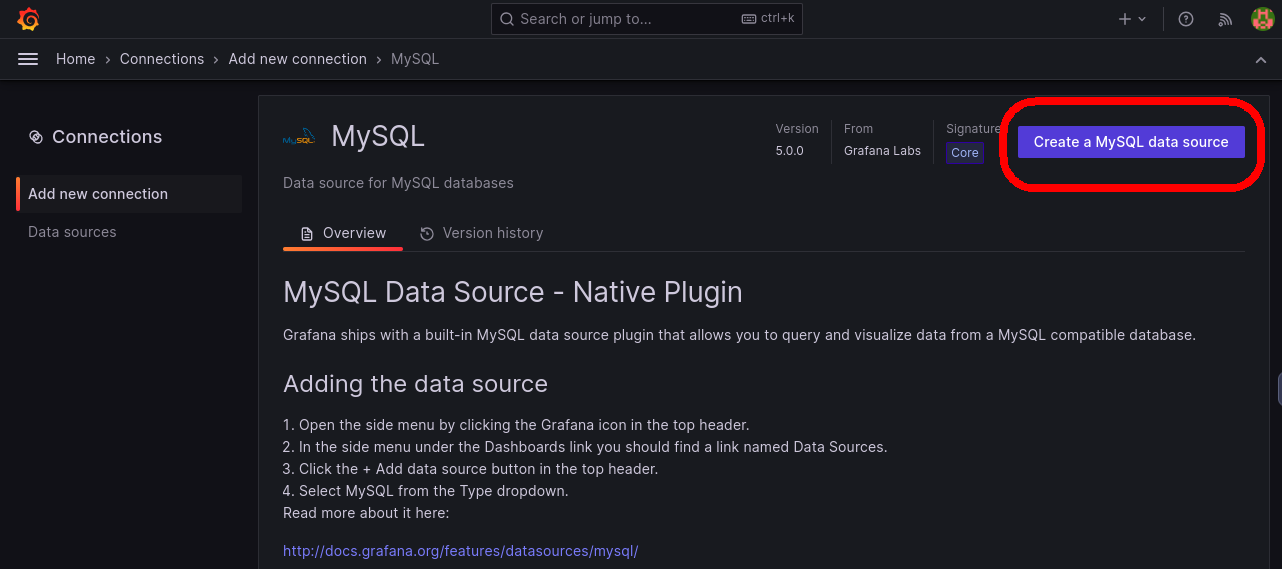 Search or jump to... ctrl+k
Home › Connections › Add new connection › MySQL
Connections
Add new connection
Data sources
MySQL MySQL
Version From Signature
5.0.0 Grafana Labs Core
Create a MySQL data source
Data source for MySQL databases
Overview Version history
MySQL Data Source - Native Plugin
Grafana ships with a built-in MySQL data source plugin that allows you to query and visualize data from a MySQL compatible database.
Adding the data source
1. Open the side menu by clicking the Grafana icon in the top header.
2. In the side menu under the Dashboards link you should find a link named Data Sources.
3. Click the + Add data source button in the top header.
4. Select MySQL from the Type dropdown.
Read more about it here:
http://docs.grafana.org/features/datasources/mysql/